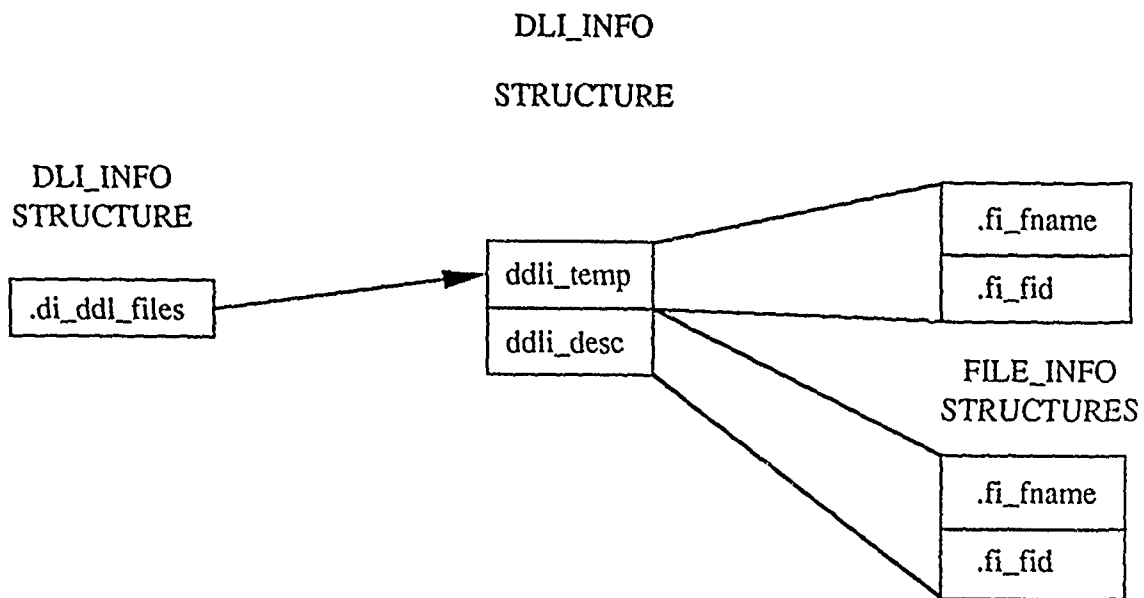 DLI_INFO
STRUCTURE
DLI_INFO
STRUCTURE
.di_ddl_files
ddli_temp
ddli_desc
.fi_fname
.fi_fid
FILE_INFO
STRUCTURES
.fi_fname
.fi_fid